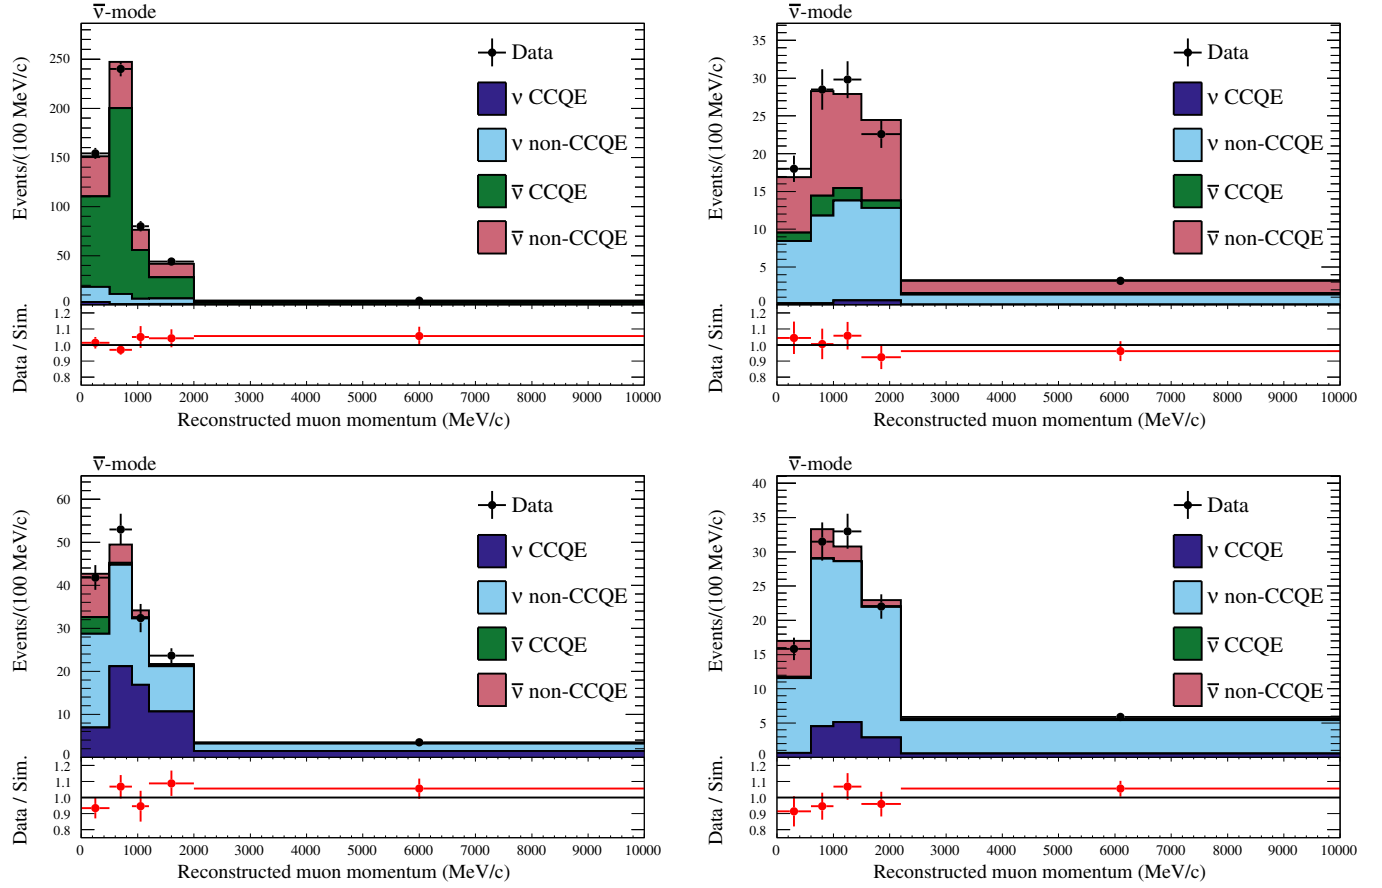 ν̅-mode
Events/(100 MeV/c)
250
200
150
100
50
0
Data
ν CCQE
ν non-CCQE
ν̅ CCQE
ν̅ non-CCQE
Data / Sim.
1.2
1.1
1.0
0.9
0.8
0 1000 2000 3000 4000 5000 6000 7000 8000 9000 10000
Reconstructed muon momentum (MeV/c)
ν̅-mode
Events/(100 MeV/c)
35
30
25
20
15
10
5
0
Data
ν CCQE
ν non-CCQE
ν̅ CCQE
ν̅ non-CCQE
Data / Sim.
1.2
1.1
1.0
0.9
0.8
0 1000 2000 3000 4000 5000 6000 7000 8000 9000 10000
Reconstructed muon momentum (MeV/c)
ν̅-mode
Events/(100 MeV/c)
60
50
40
30
20
10
0
Data
ν CCQE
ν non-CCQE
ν̅ CCQE
ν̅ non-CCQE
Data / Sim.
1.2
1.1
1.0
0.9
0.8
0 1000 2000 3000 4000 5000 6000 7000 8000 9000 10000
Reconstructed muon momentum (MeV/c)
ν̅-mode
Events/(100 MeV/c)
40
35
30
25
20
15
10
5
0
Data
ν CCQE
ν non-CCQE
ν̅ CCQE
ν̅ non-CCQE
Data / Sim.
1.2
1.1
1.0
0.9
0.8
0 1000 2000 3000 4000 5000 6000 7000 8000 9000 10000
Reconstructed muon momentum (MeV/c)